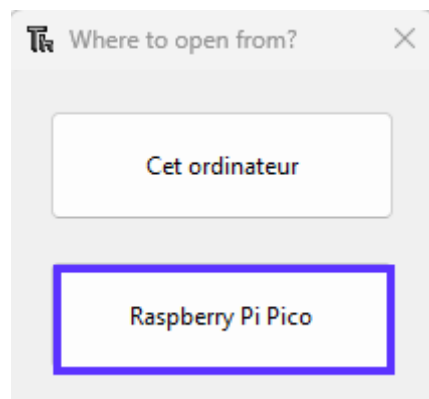 Where to open from?
Cet ordinateur
Raspberry Pi Pico